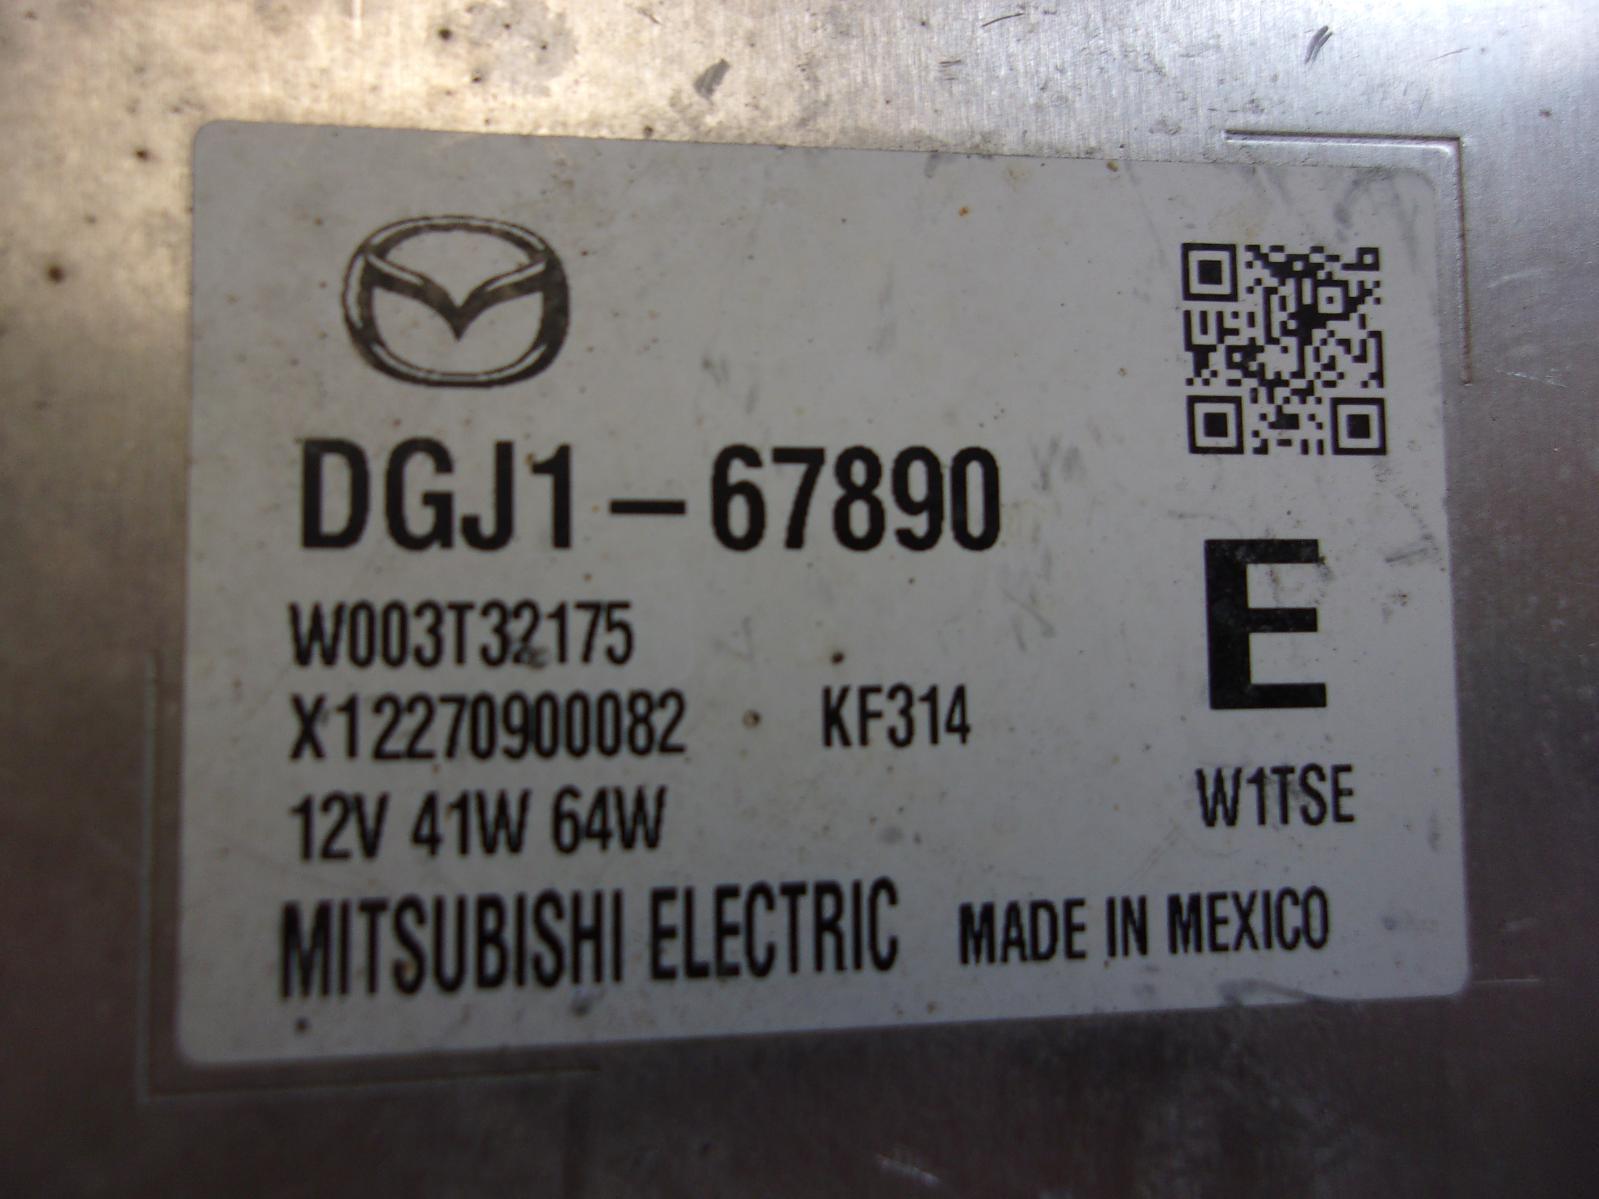 DGJ1-67890
E
W003T32175
X12270900082 KF314
W1TSE
12V 41W 64W
MITSUBISHI ELECTRIC MADE IN MEXICO